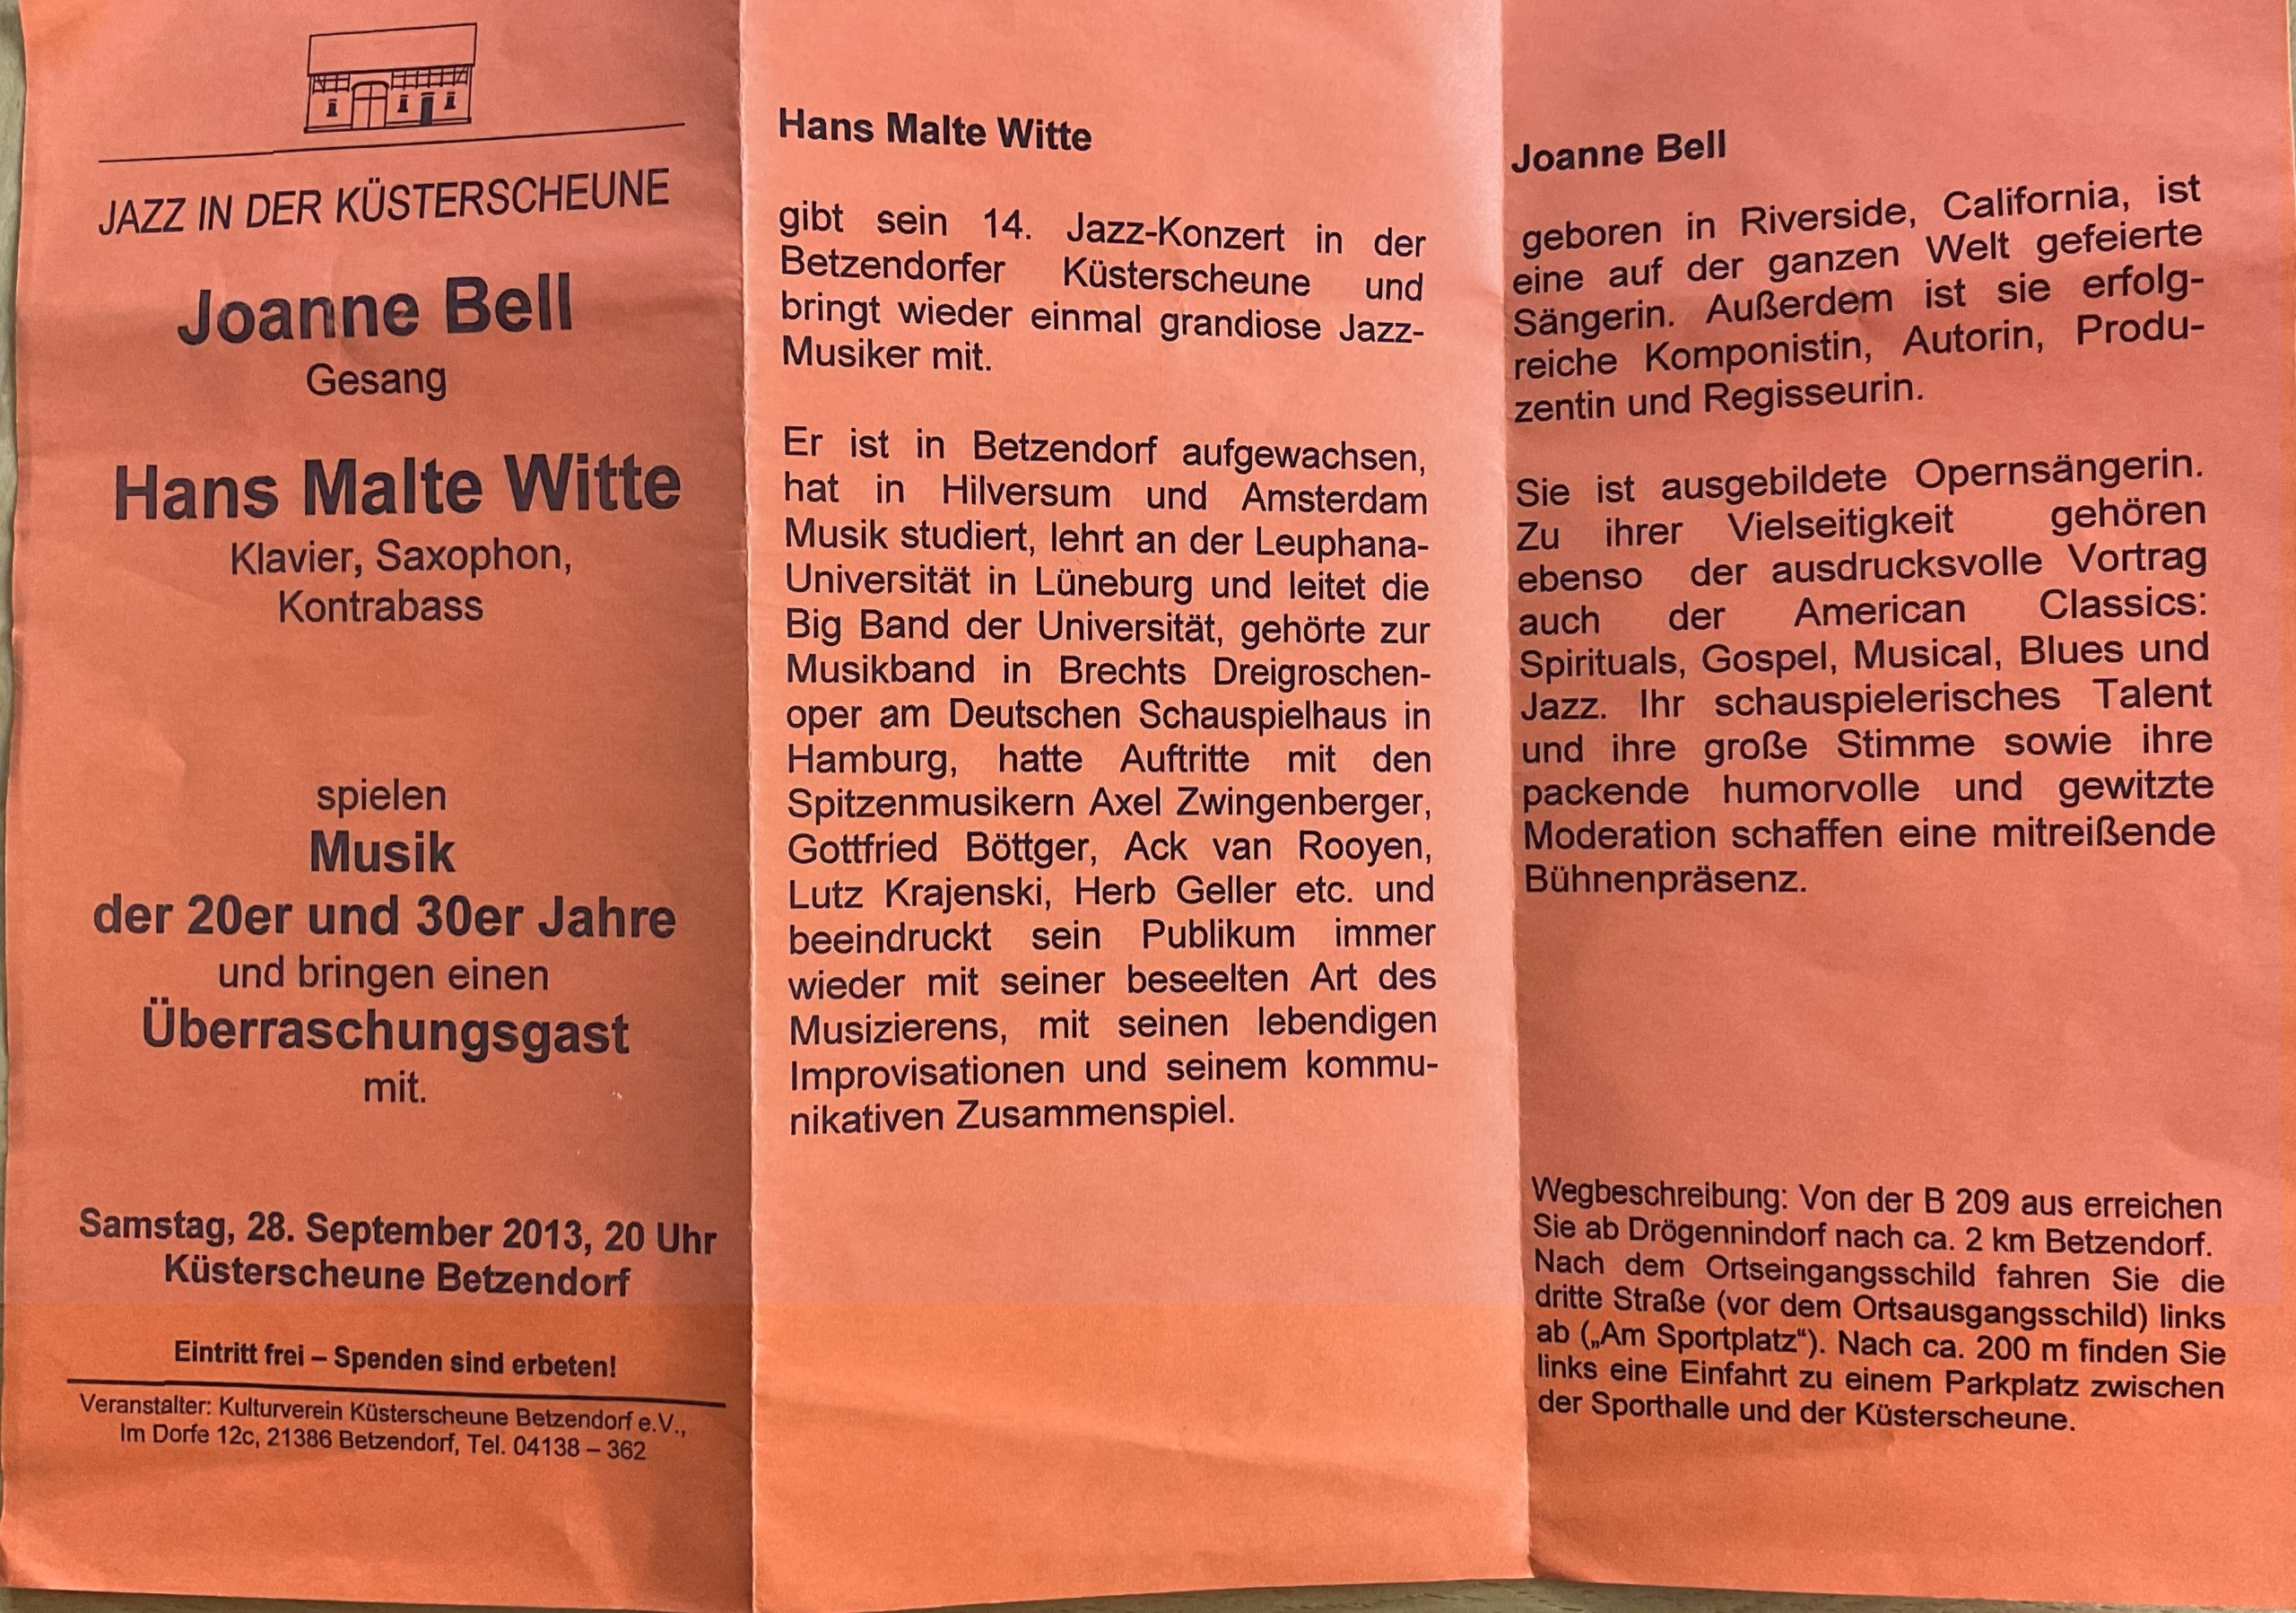 JAZZ IN DER KÜSTERSCHEUNE
Joanne Bell
Gesang
Hans Malte Witte
Klavier, Saxophon,
Kontrabass
spielen
Musik
der 20er und 30er Jahre
und bringen einen
Überraschungsgast
mit.
Samstag, 28. September 2013, 20 Uhr
Küsterscheune Betzendorf
Eintritt frei – Spenden sind erbeten!
Veranstalter: Kulturverein Küsterscheune Betzendorf e.V.,
Im Dorfe 12c, 21386 Betzendorf, Tel. 04138 – 362
Hans Malte Witte
gibt sein 14. Jazz-Konzert in der
Betzendorfer Küsterscheune und
bringt wieder einmal grandiose Jazz-
Musiker mit.
Er ist in Betzendorf aufgewachsen,
hat in Hilversum und Amsterdam
Musik studiert, lehrt an der Leuphana-
Universität in Lüneburg und leitet die
Big Band der Universität, gehörte zur
Musikband in Brechts Dreigroschen-
oper am Deutschen Schauspielhaus in
Hamburg, hatte Auftritte mit den
Spitzenmusikern Axel Zwingenberger,
Gottfried Böttger, Ack van Rooyen,
Lutz Krajenski, Herb Geller etc. und
beeindruckt sein Publikum immer
wieder mit seiner beseelten Art des
Musizierens, mit seinen lebendigen
Improvisationen und seinem kommu-
nikativen Zusammenspiel.
Joanne Bell
geboren in Riverside, California, ist
eine auf der ganzen Welt gefeierte
Sängerin. Außerdem ist sie erfolg-
reiche Komponistin, Autorin, Produ-
zentin und Regisseurin.
Sie ist ausgebildete Opernsängerin.
Zu ihrer Vielseitigkeit gehören
ebenso der ausdrucksvolle Vortrag
auch der American Classics:
Spirituals, Gospel, Musical, Blues und
Jazz. Ihr schauspielerisches Talent
und ihre große Stimme sowie ihre
packende humorvolle und gewitzte
Moderation schaffen eine mitreißende
Bühnenpräsenz.
Wegbeschreibung: Von der B 209 aus erreichen
Sie ab Drögennindorf nach ca. 2 km Betzendorf.
Nach dem Ortseingangsschild fahren Sie die
dritte Straße (vor dem Ortsausgangsschild) links
ab („Am Sportplatz“). Nach ca. 200 m finden Sie
links eine Einfahrt zu einem Parkplatz zwischen
der Sporthalle und der Küsterscheune.